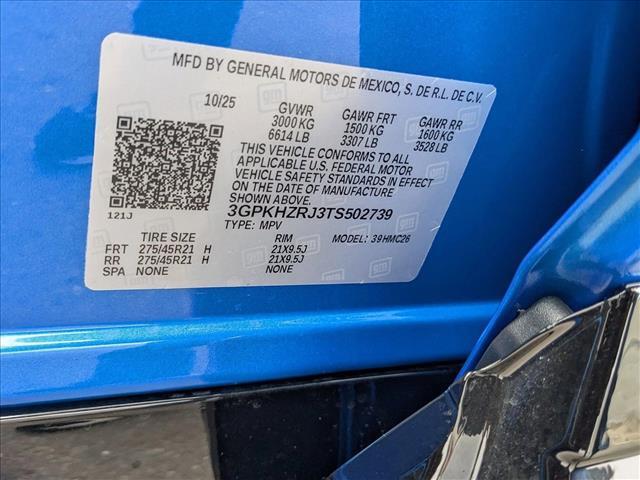 MFD BY GENERAL MOTORS DE MEXICO, S. DE R.L. DE C.V.
10/25 GVWR GAWR FRT GAWR RR
3000 KG 1500 KG 1600 KG
6614 LB 3307 LB 3528 LB
THIS VEHICLE CONFORMS TO ALL
APPLICABLE U.S. FEDERAL MOTOR
VEHICLE SAFETY STANDARDS IN EFFECT
ON THE DATE OF MANUFACTURE
SHOWN ABOVE.
121J
3GPKHZRJ3TS502739
TYPE: MPV MODEL: 39HMC26
TIRE SIZE RIM
FRT 275/45R21 H 21X9.5J
RR 275/45R21 H 21X9.5J
SPA NONE NONE